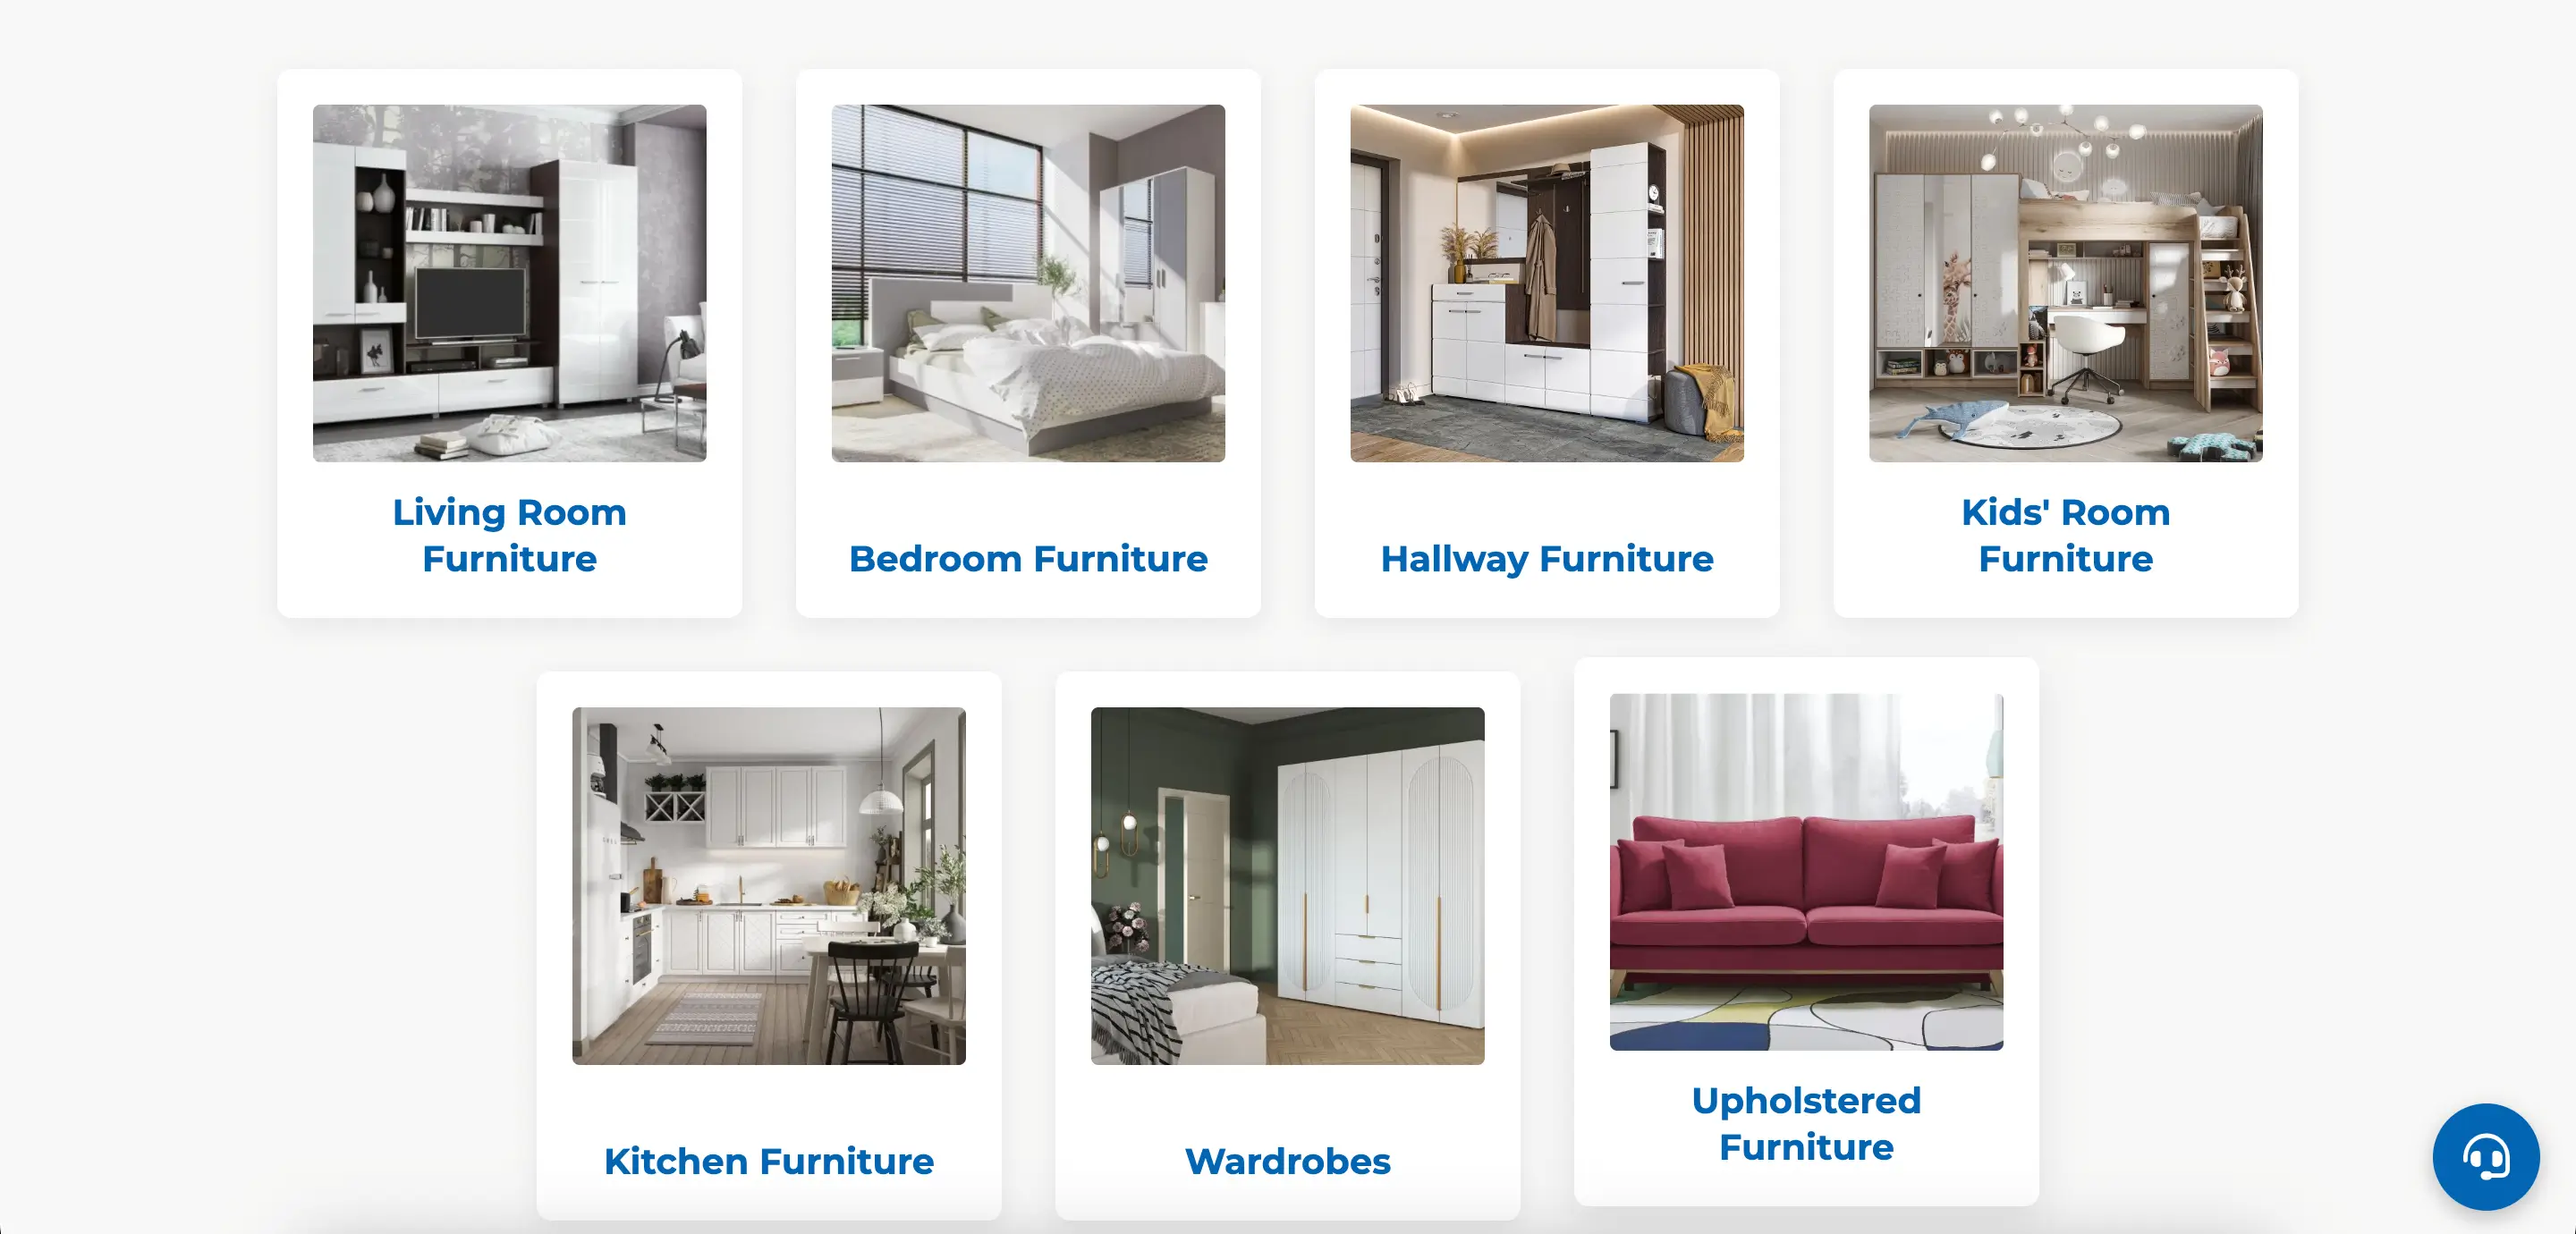 Living Room
Furniture
Bedroom Furniture
Hallway Furniture
Kids' Room
Furniture
Kitchen Furniture
Wardrobes
Upholstered
Furniture